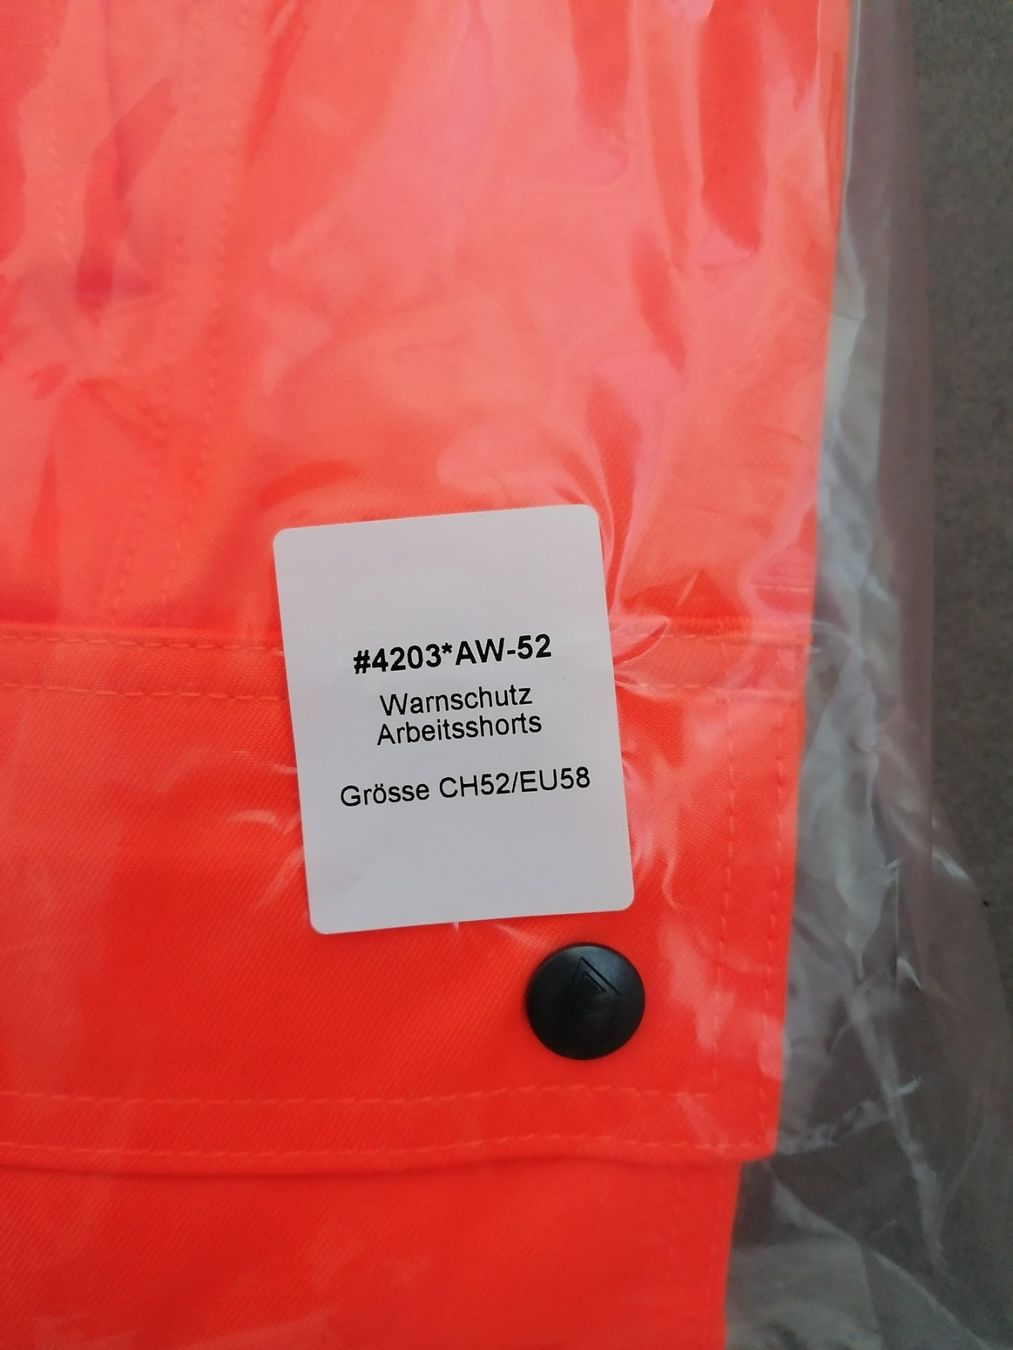 #4203*AW-52
Warnschutz
Arbeitsshorts
Grösse CH52/EU58